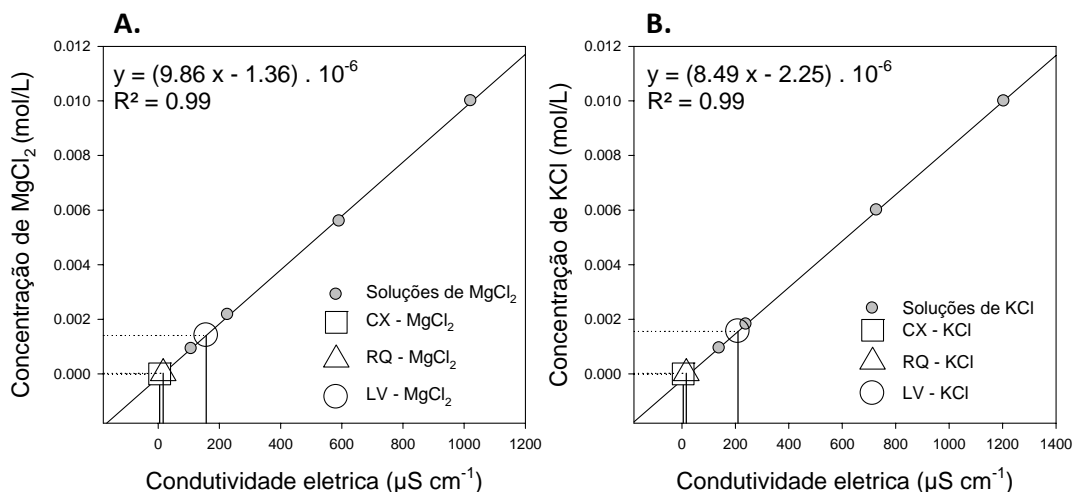 A.
y = (9.86 x - 1.36) . 10⁻⁶
R² = 0.99
Concentração de MgCl₂ (mol/L)
0.012
0.010
0.008
0.006
0.004
0.002
0.000
Soluções de MgCl₂
CX - MgCl₂
RQ - MgCl₂
LV - MgCl₂
0 200 400 600 800 1000 1200
Condutividade eletrica (µS cm⁻¹)
B.
y = (8.49 x - 2.25) . 10⁻⁶
R² = 0.99
Concentração de KCl (mol/L)
0.012
0.010
0.008
0.006
0.004
0.002
0.000
Soluções de KCl
CX - KCl
RQ - KCl
LV - KCl
0 200 400 600 800 1000 1200 1400
Condutividade eletrica (µS cm⁻¹)